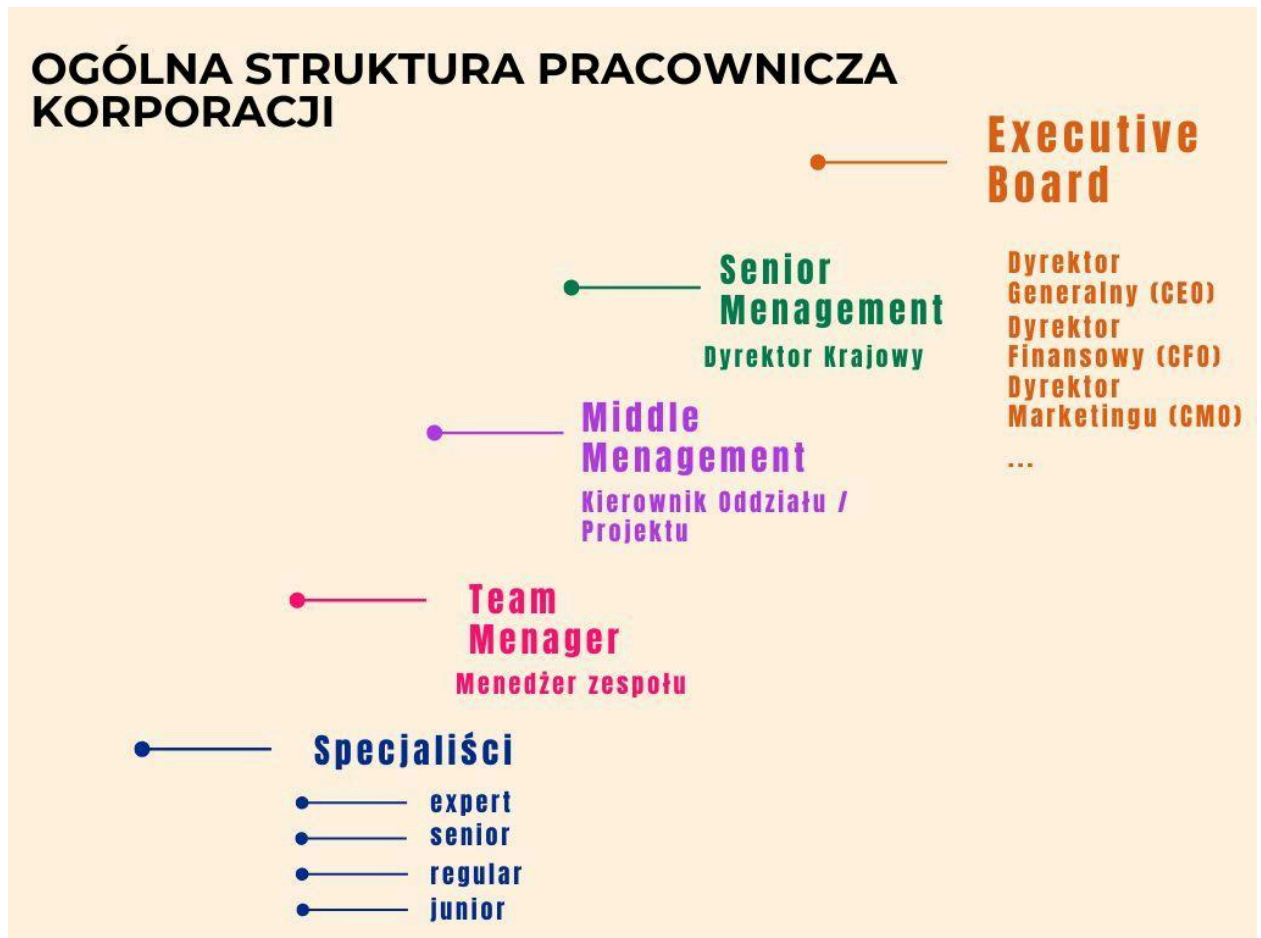 OGÓLNA STRUKTURA PRACOWNICZA
KORPORACJI
Executive
Board
Dyrektor
Generalny (CEO)
Dyrektor
Finansowy (CFO)
Dyrektor
Marketingu (CMO)
...
Senior
Menagement
Dyrektor Krajowy
Middle
Menagement
Kierownik Oddziału /
Projektu
Team
Menager
Menedżer zespołu
Specjaliści
expert
senior
regular
junior